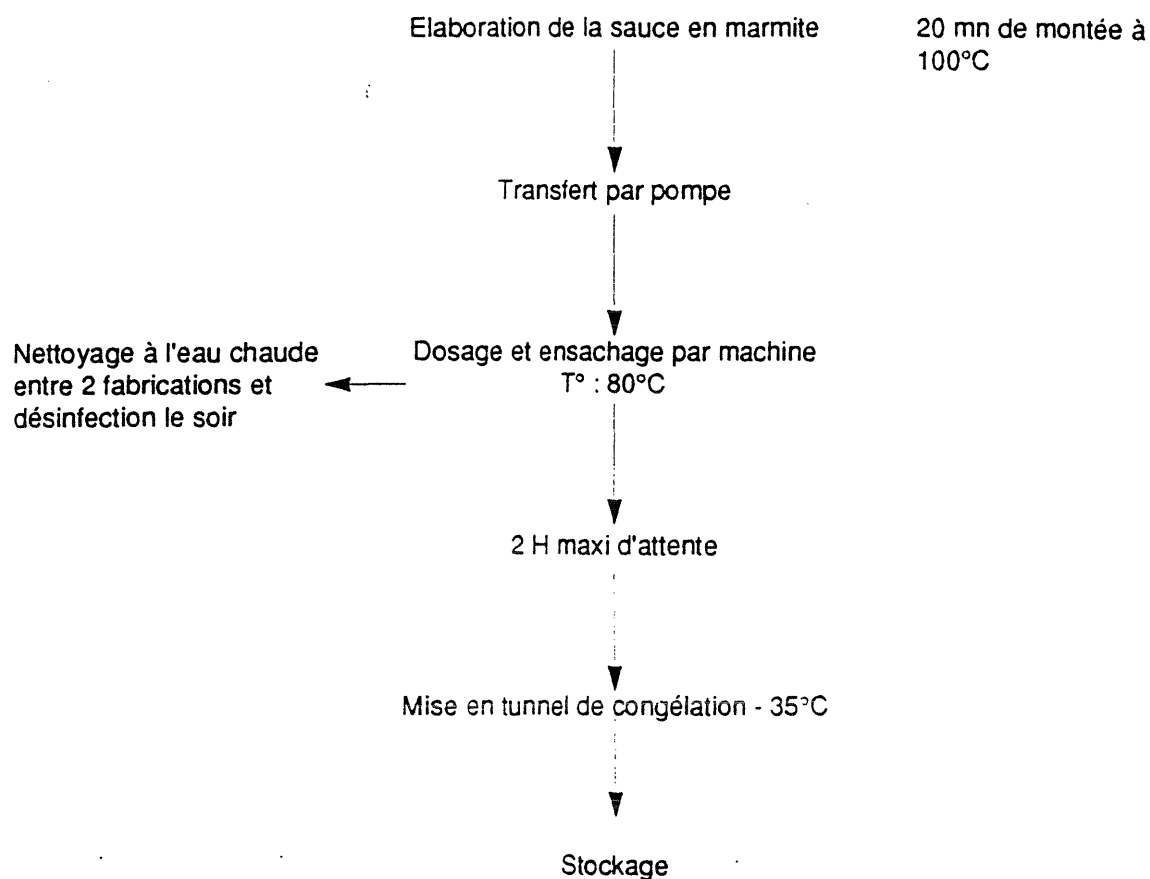 Elaboration de la sauce en marmite
20 mn de montée à
100°C
Transfert par pompe
Nettoyage à l'eau chaude
entre 2 fabrications et
désinfection le soir
Dosage et ensachage par machine
T° : 80°C
2 H maxi d'attente
Mise en tunnel de congélation - 35°C
Stockage